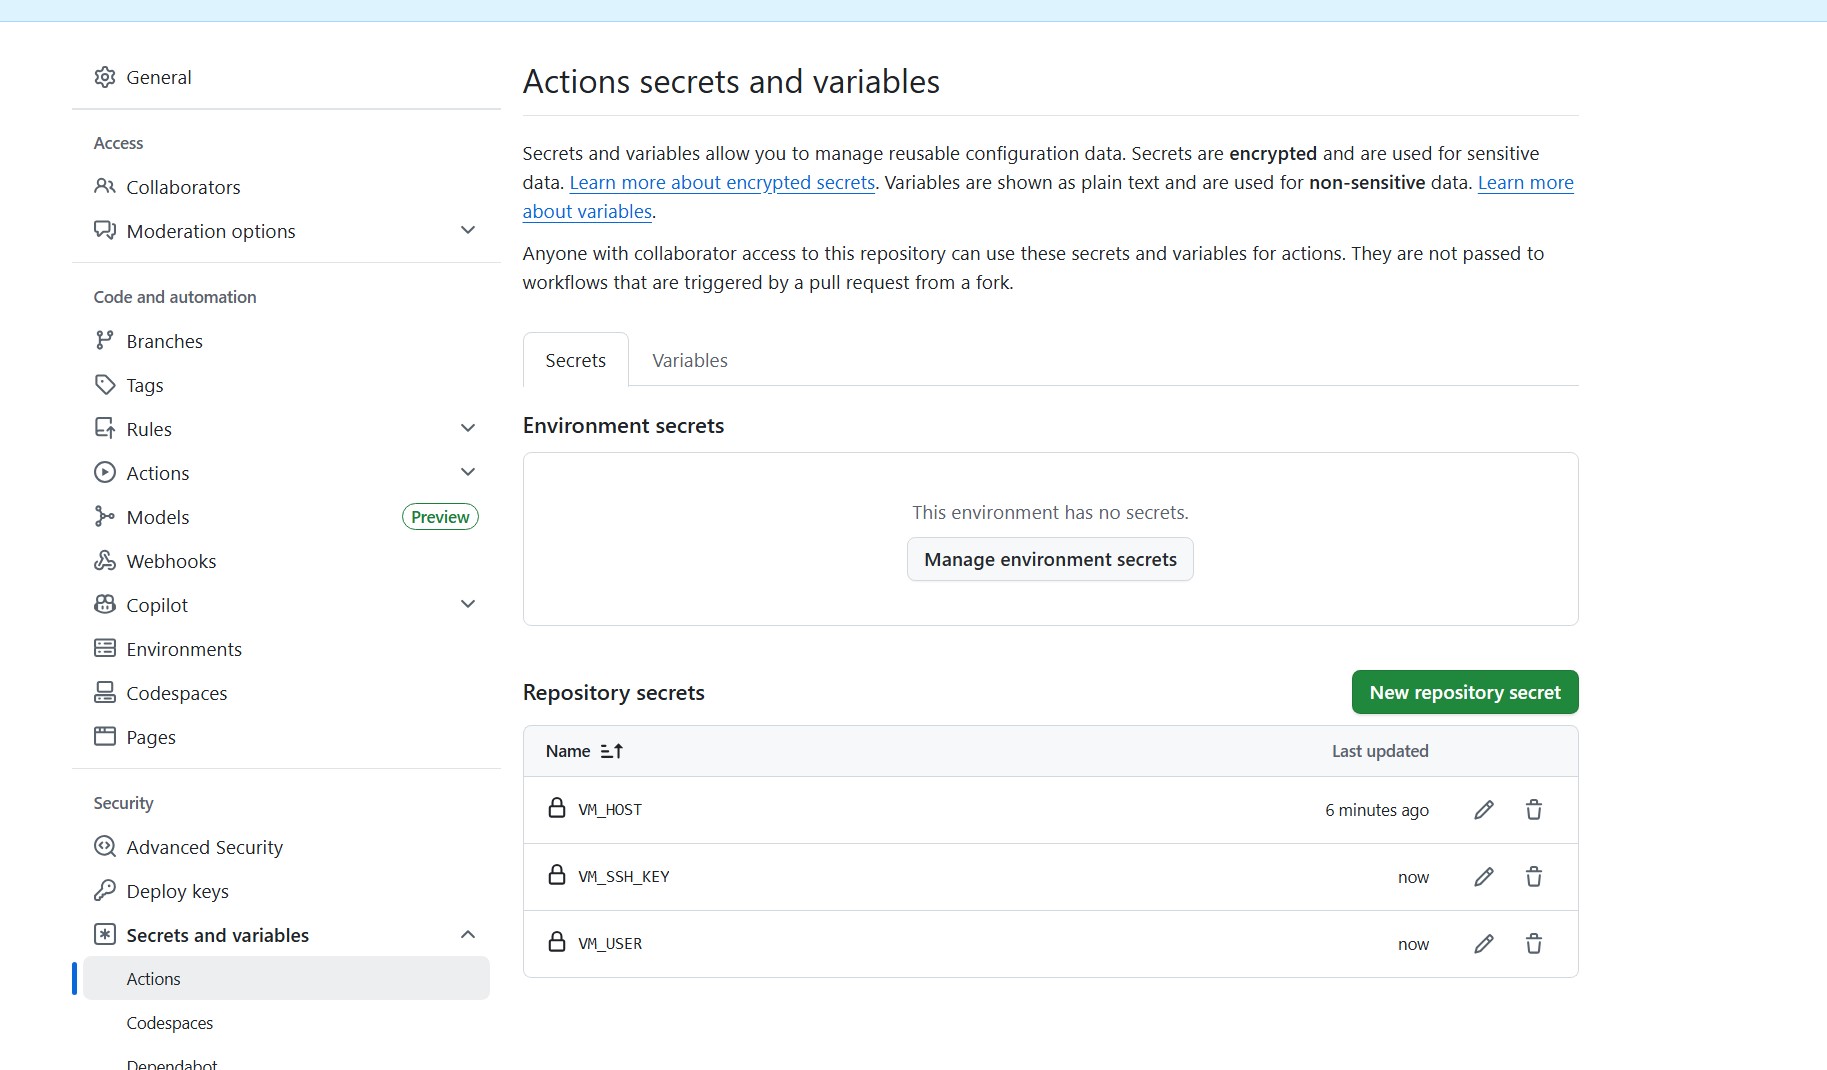 General
Access
Collaborators
Moderation options
Code and automation
Branches
Tags
Rules
Actions
Models
Preview
Webhooks
Copilot
Environments
Codespaces
Pages
Security
Advanced Security
Deploy keys
Secrets and variables
Actions
Codespaces
Dependabot
Actions secrets and variables
Secrets and variables allow you to manage reusable configuration data. Secrets are encrypted and are used for sensitive
data. Learn more about encrypted secrets. Variables are shown as plain text and are used for non-sensitive data. Learn more
about variables.
Anyone with collaborator access to this repository can use these secrets and variables for actions. They are not passed to
workflows that are triggered by a pull request from a fork.
Secrets Variables
Environment secrets
This environment has no secrets.
Manage environment secrets
Repository secrets
New repository secret
Name Last updated
VM_HOST 6 minutes ago
VM_SSH_KEY now
VM_USER now